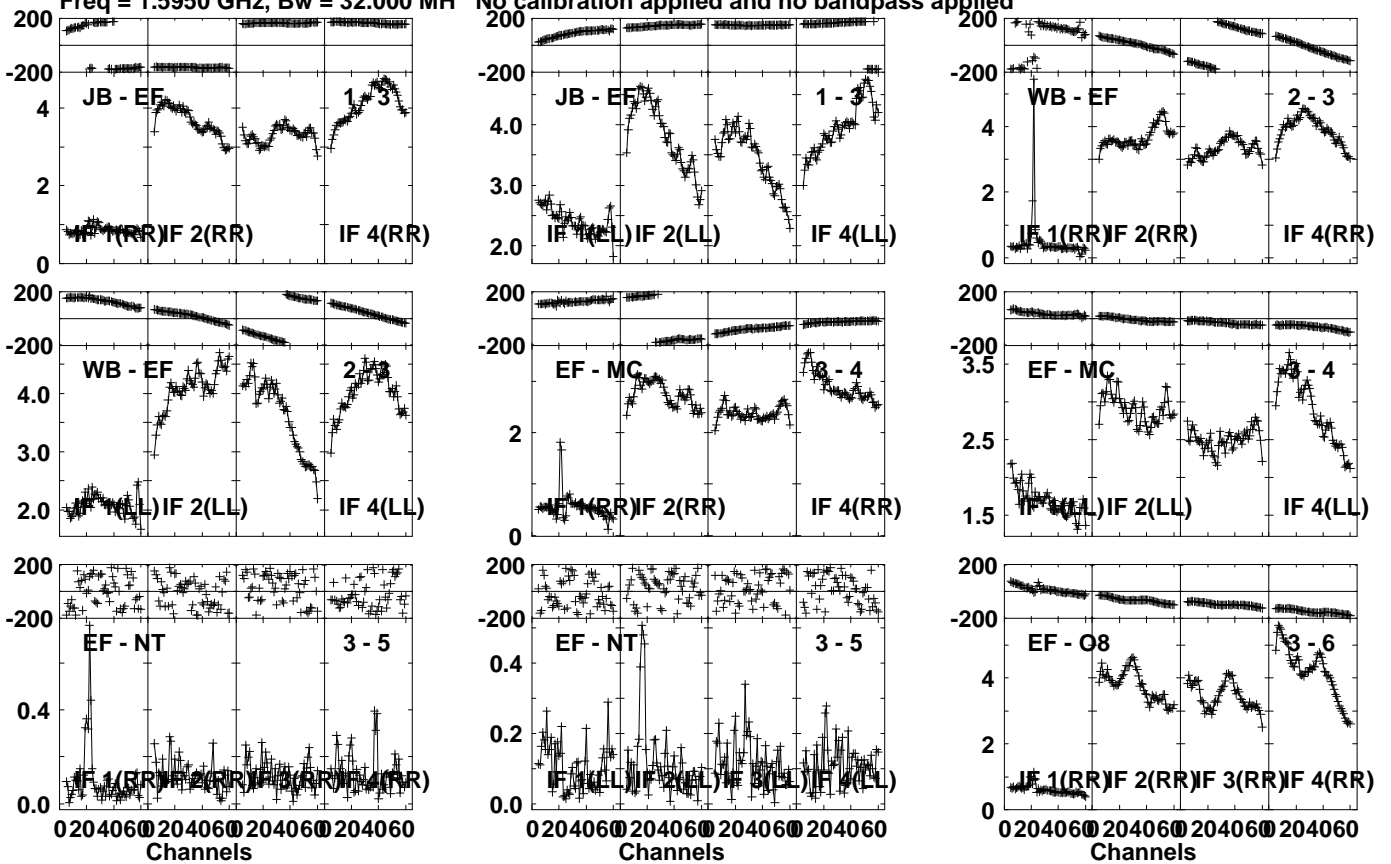 Freq = 1.5950 GHz, Bw = 32.000 MH No calibration applied and no bandpass applied
200 200 200
-200 -200 -200
JB - EF 1 - 3 JB - EF 1 - 3 WB - EF 2 - 3
4 4.0 4
2 3.0 2
IF 1(RR) IF 2(RR) IF 4(RR) IF 1(LL) IF 2(LL) IF 4(LL) IF 1(RR) IF 2(RR) IF 4(RR)
0 2.0 0
200 200 200
-200 -200 -200
WB - EF 2 - 3 EF - MC 3 - 4 EF - MC 3 - 4
4.0 3.5
3.0 2 2.5
IF 1(LL) IF 2(LL) IF 4(LL) IF 1(RR) IF 2(RR) IF 4(RR) IF 1(LL) IF 2(LL) IF 4(LL)
2.0 0 1.5
200 200 200
-200 -200 -200
EF - NT 3 - 5 EF - NT 3 - 5 EF - O8 3 - 6
0.4 0.4 4
0.2 2
IF 1(RR) IF 2(RR) IF 3(RR) IF 4(RR) IF 1(LL) IF 2(LL) IF 3(LL) IF 4(LL) IF 1(RR) IF 2(RR) IF 3(RR) IF 4(RR)
0.0 0.0 0
0 20 40 60 0 20 40 60 0 20 40 60 0 20 40 60 0 20 40 60 0 20 40 60 0 20 40 60 0 20 40 60 0 20 40 60 0 20 40 60 0 20 40 60 0 20 40 60
Channels Channels Channels